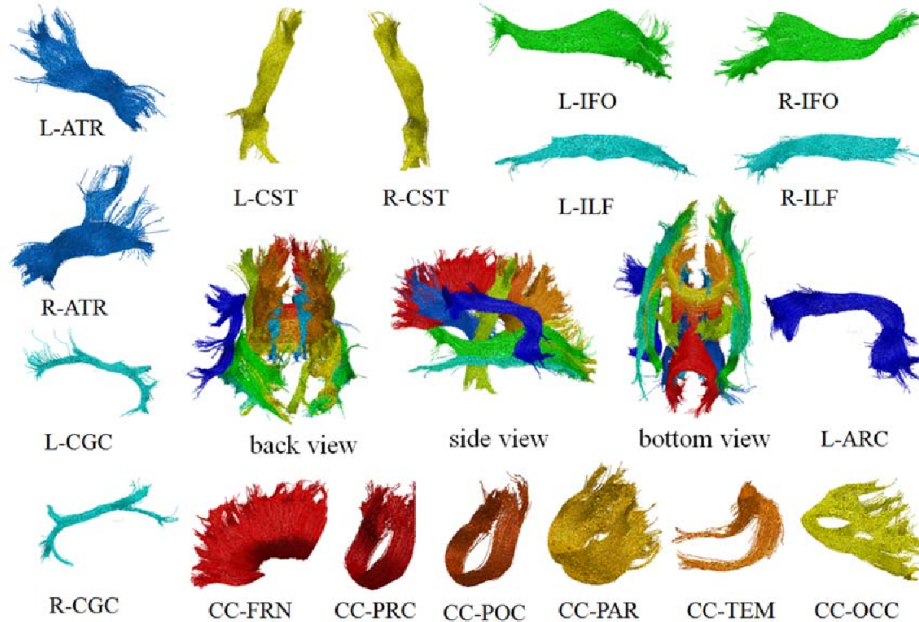 L-ATR
L-CST
R-CST
L-IFO
R-IFO
L-ILF
R-ILF
R-ATR
L-CGC
back view
side view
bottom view
L-ARC
R-CGC
CC-FRN
CC-PRC
CC-POC
CC-PAR
CC-TEM
CC-OCC